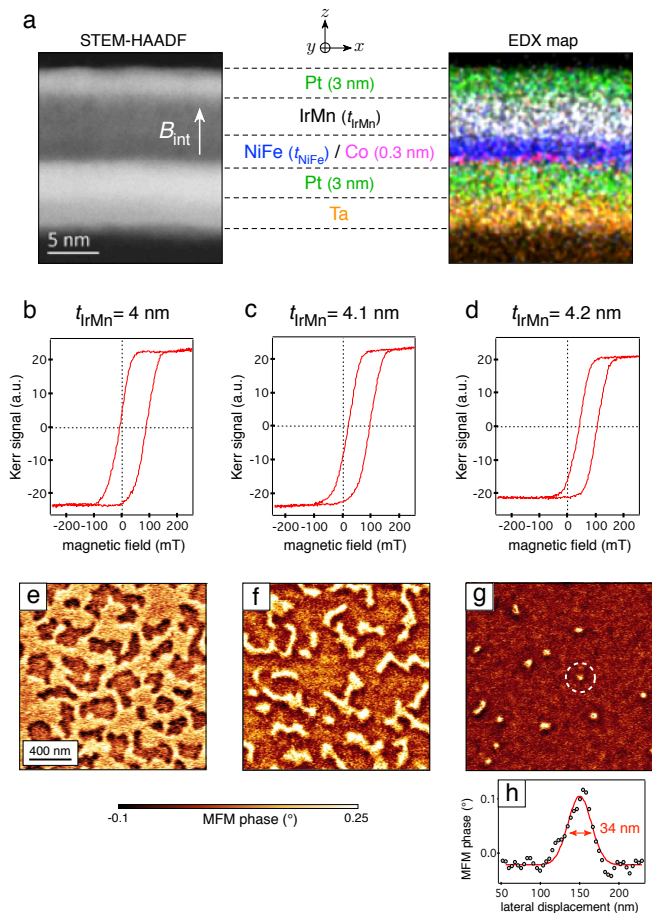 a
STEM-HAADF
z
y x
EDX map
Pt (3 nm)
IrMn (tIrMn)
Bint
NiFe (tNiFe) / Co (0.3 nm)
Pt (3 nm)
Ta
5 nm
b tIrMn= 4 nm
c tIrMn= 4.1 nm
d tIrMn= 4.2 nm
Kerr signal (a.u.)
20
10
0
-10
-20
-200 -100 0 100 200
magnetic field (mT)
Kerr signal (a.u.)
20
10
0
-10
-20
-200 -100 0 100 200
magnetic field (mT)
Kerr signal (a.u.)
20
10
0
-10
-20
-200 -100 0 100 200
magnetic field (mT)
e
400 nm
f
g
-0.1 0.25
MFM phase (°)
h
MFM phase (°)
0.1
0.0
34 nm
50 100 150 200
lateral displacement (nm)